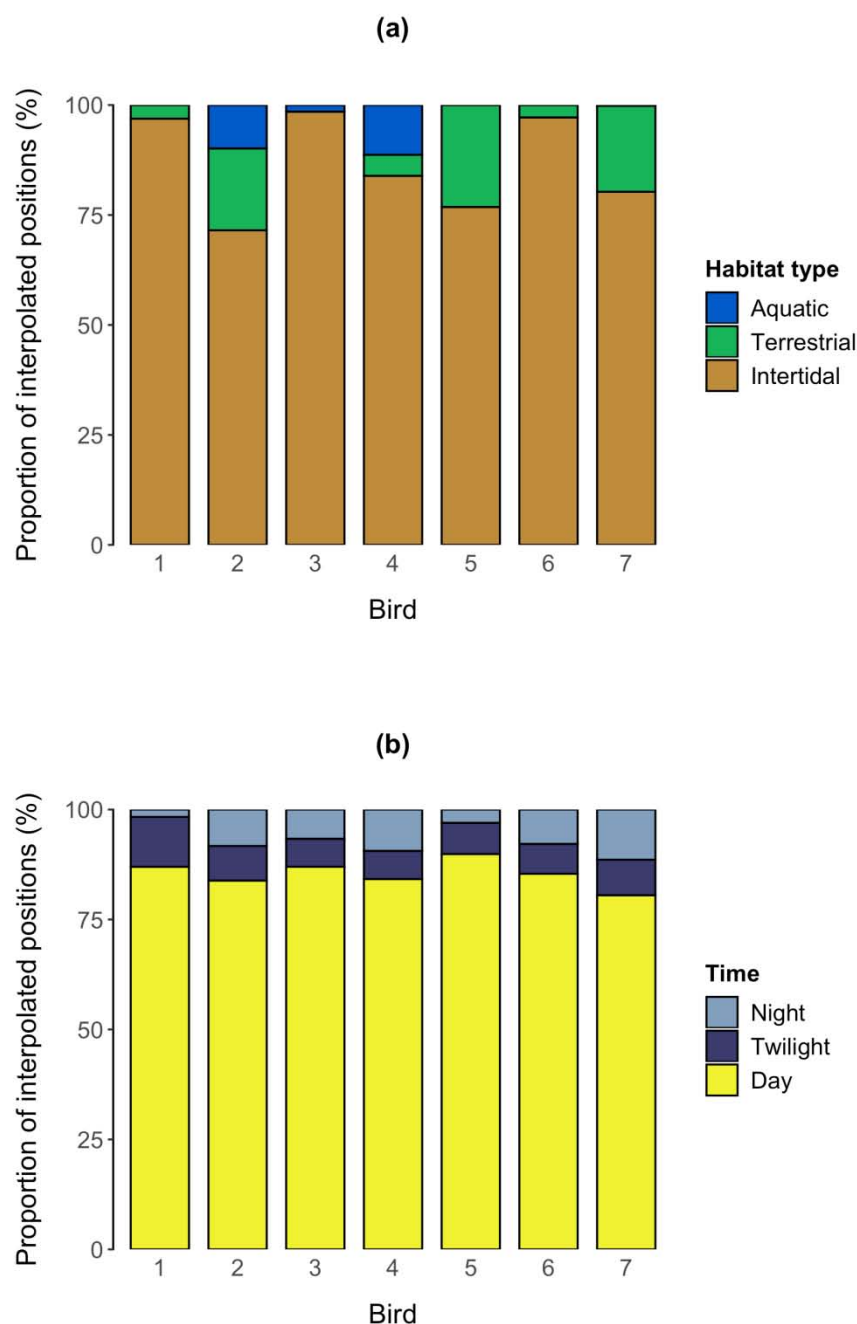 (a)
Proportion of interpolated positions (%)
100
75
50
25
0
1 2 3 4 5 6 7
Bird
Habitat type
Aquatic
Terrestrial
Intertidal
(b)
Proportion of interpolated positions (%)
100
75
50
25
0
1 2 3 4 5 6 7
Bird
Time
Night
Twilight
Day